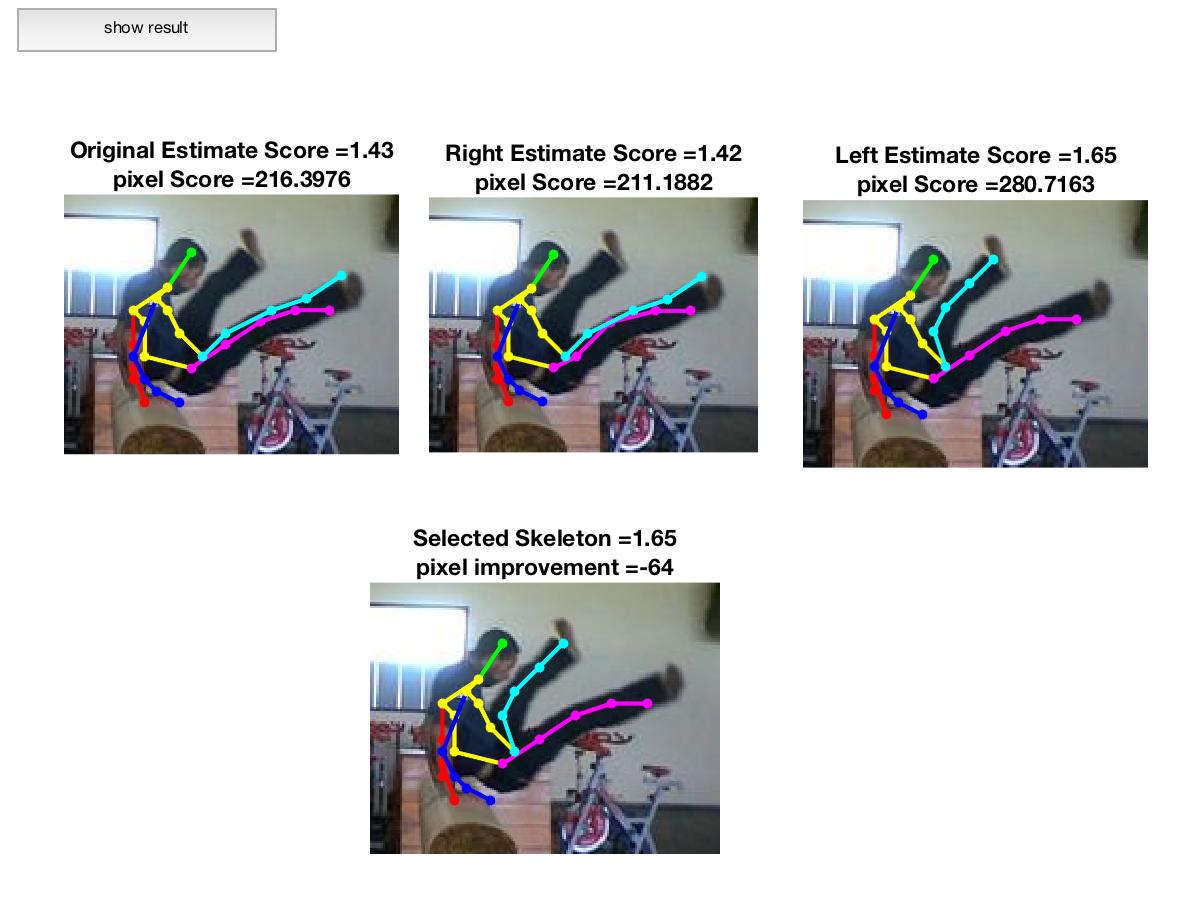 show result
Original Estimate Score =1.43
pixel Score =216.3976
Right Estimate Score =1.42
pixel Score =211.1882
Left Estimate Score =1.65
pixel Score =280.7163
Selected Skeleton =1.65
pixel improvement =-64